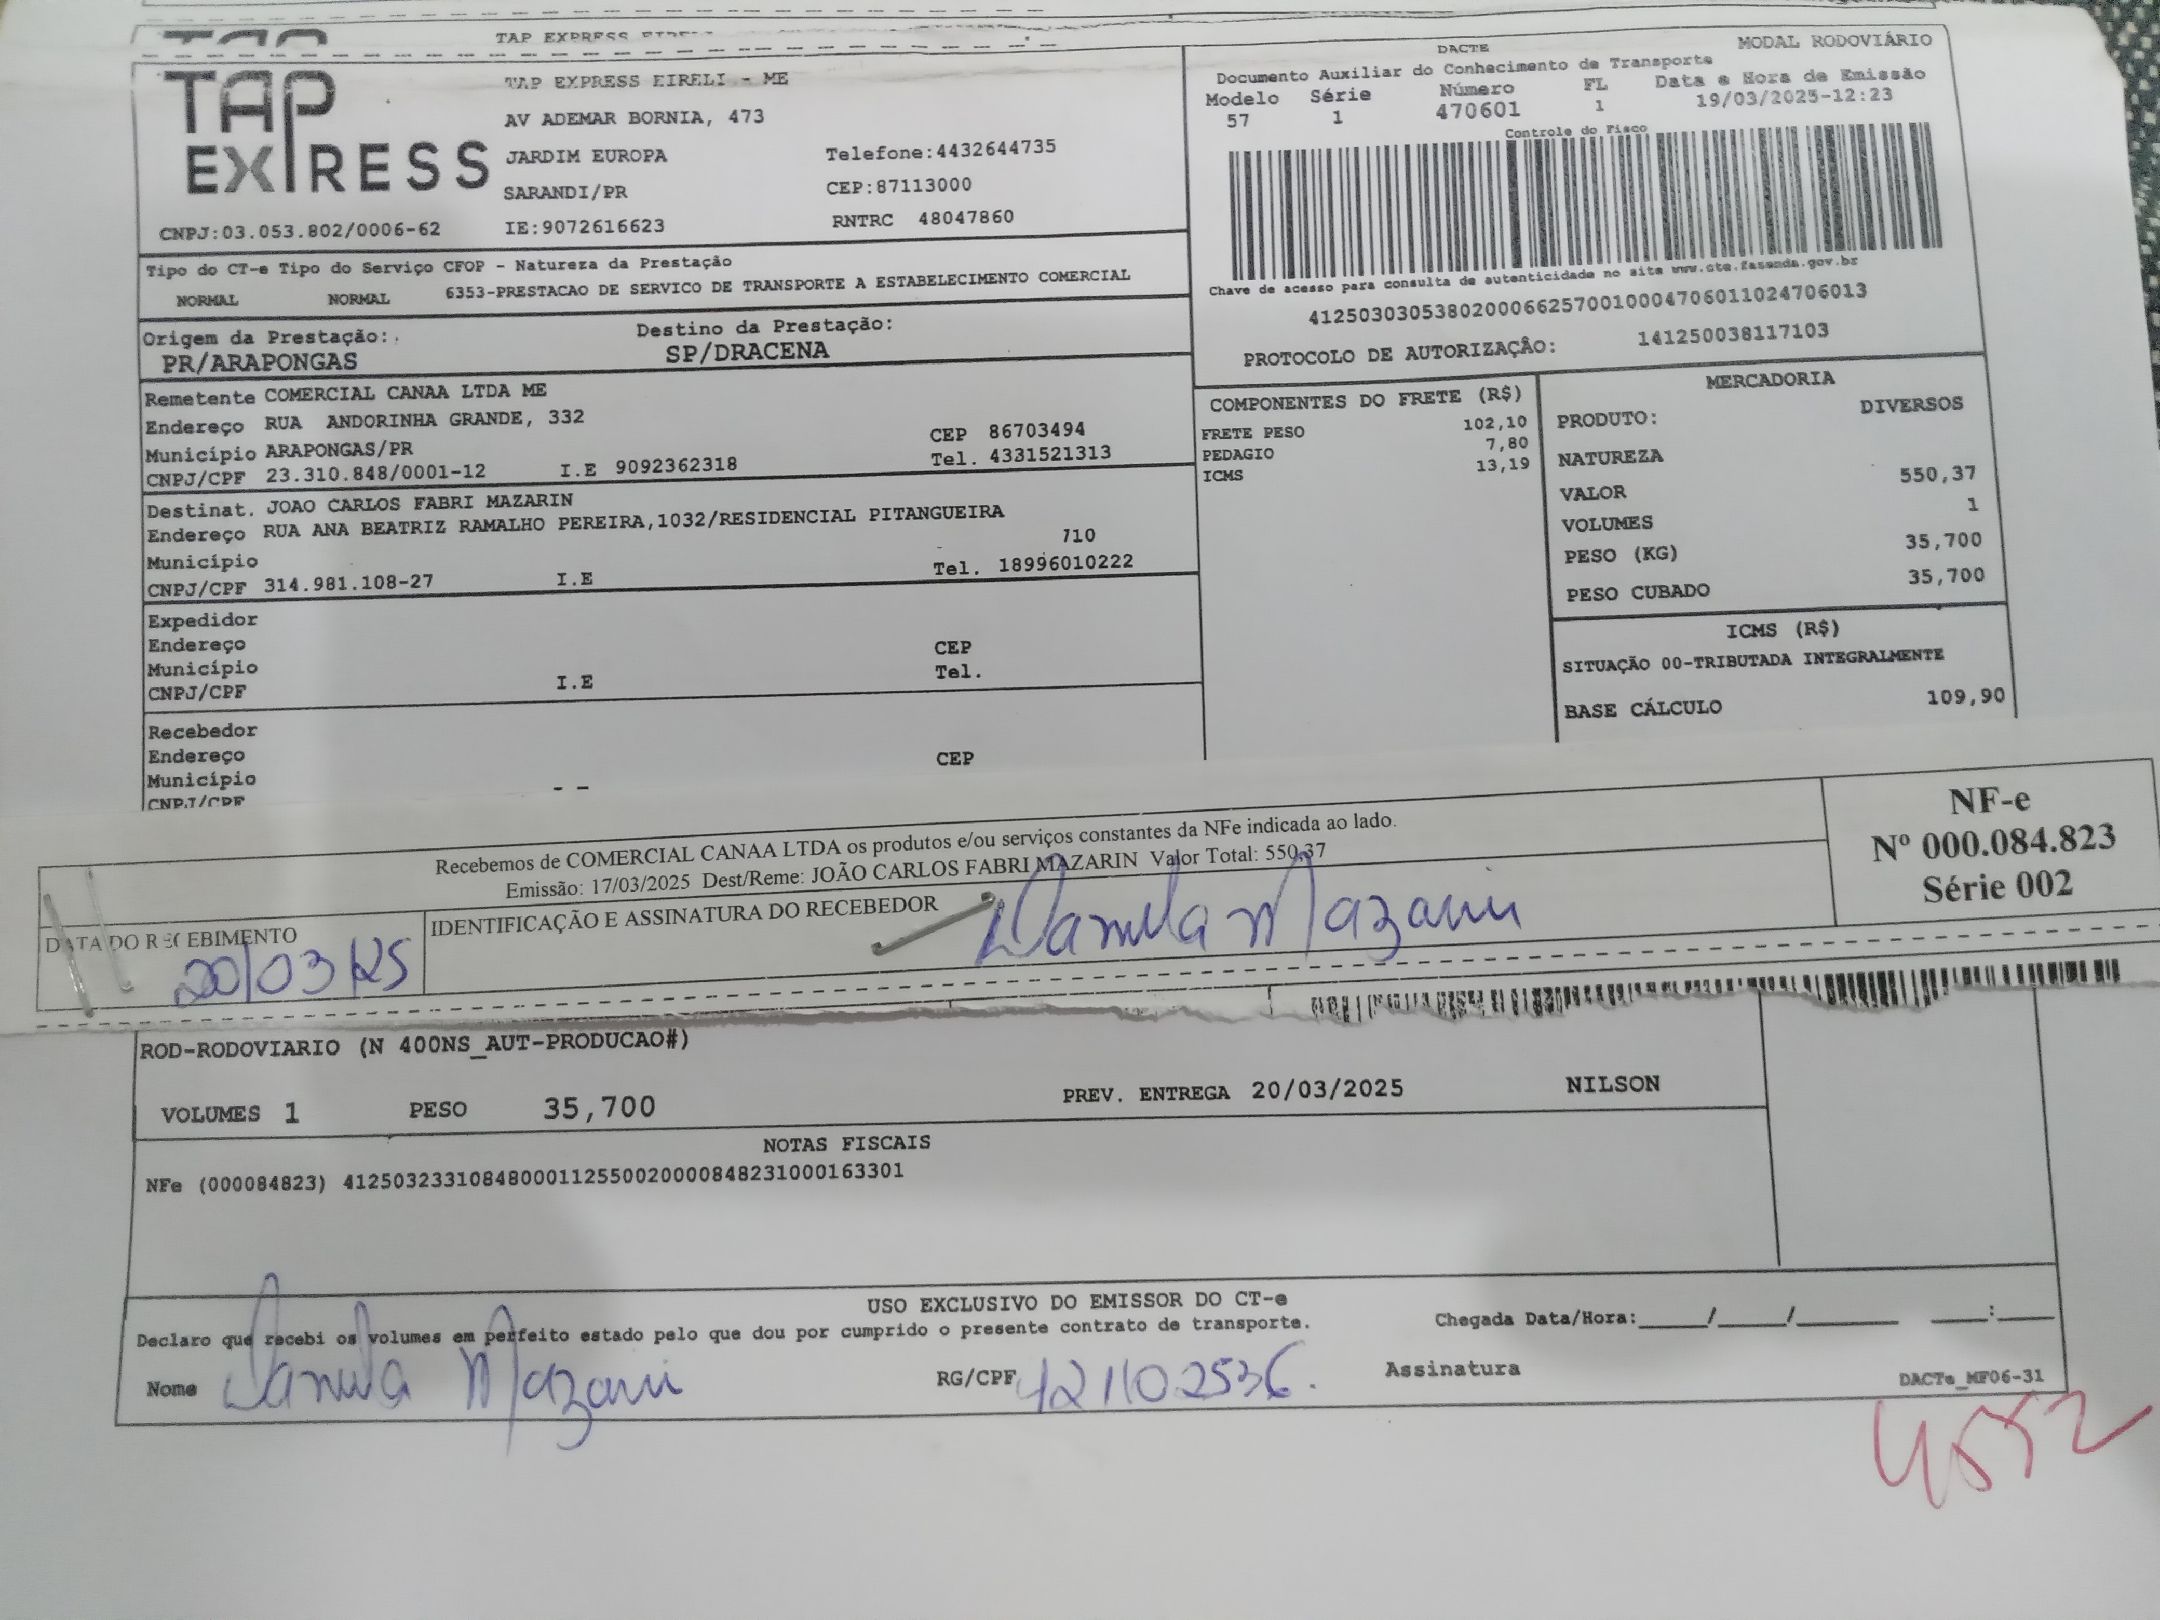 TAP EXPRESS EIRELI
TAP EXPRESS
TAP EXPRESS EIRELI - ME
AV ADEMAR BORNIA, 473
JARDIM EUROPA Telefone:4432644735
SARANDI/PR CEP:87113000
CNPJ:03.053.802/0006-62 IE:9072616623 RNTRC 48047860
DACTE MODAL RODOVIÁRIO
Documento Auxiliar do Conhecimento de Transporte
Modelo Série Número FL Data e Hora de Emissão
57 1 470601 1 19/03/2025-12:23
Controle do Fisco
Chave de acesso para consulta de autenticidade no site www.cte.fazenda.gov.br
41250303053802000662570010004706011024706013
PROTOCOLO DE AUTORIZAÇÃO: 141250038117103
Tipo do CT-e Tipo do Serviço CFOP - Natureza da Prestação
NORMAL NORMAL 6353-PRESTACAO DE SERVICO DE TRANSPORTE A ESTABELECIMENTO COMERCIAL
Origem da Prestação: Destino da Prestação:
PR/ARAPONGAS SP/DRACENA
Remetente COMERCIAL CANAA LTDA ME
Endereço RUA ANDORINHA GRANDE, 332
Município ARAPONGAS/PR CEP 86703494
CNPJ/CPF 23.310.848/0001-12 I.E 9092362318 Tel. 4331521313
Destinat. JOAO CARLOS FABRI MAZARIN
Endereço RUA ANA BEATRIZ RAMALHO PEREIRA,1032/RESIDENCIAL PITANGUEIRA
Município 710
CNPJ/CPF 314.981.108-27 I.E Tel. 18996010222
Expedidor
Endereço CEP
Município Tel.
CNPJ/CPF I.E
Recebedor
Endereço CEP
Município - -
CNPJ/CPF
COMPONENTES DO FRETE (R$)
FRETE PESO 102,10
PEDAGIO 7,80
ICMS 13,19
MERCADORIA
PRODUTO: DIVERSOS
NATUREZA
VALOR 550,37
VOLUMES 1
PESO (KG) 35,700
PESO CUBADO 35,700
ICMS (R$)
SITUAÇÃO 00-TRIBUTADA INTEGRALMENTE
BASE CÁLCULO 109,90
Recebemos de COMERCIAL CANAA LTDA os produtos e/ou serviços constantes da NFe indicada ao lado.
Emissão: 17/03/2025 Dest/Reme: JOÃO CARLOS FABRI MAZARIN Valor Total: 550,37
DATA DO RECEBIMENTO IDENTIFICAÇÃO E ASSINATURA DO RECEBEDOR
20/03/25 Mazarin
NF-e
Nº 000.084.823
Série 002
ROD-RODOVIARIO (N 400NS_AUT-PRODUCAO#)
VOLUMES 1 PESO 35,700 PREV. ENTREGA 20/03/2025 NILSON
NOTAS FISCAIS
NFe (000084823) 41250323310848000112550020000848231000163301
USO EXCLUSIVO DO EMISSOR DO CT-e
Declaro que recebi os volumes em perfeito estado pelo que dou por cumprido o presente contrato de transporte.
Chegada Data/Hora:_____/_____/_______ ____:____
Nome RG/CPF 421102536. Assinatura
DACTe_MF06-31